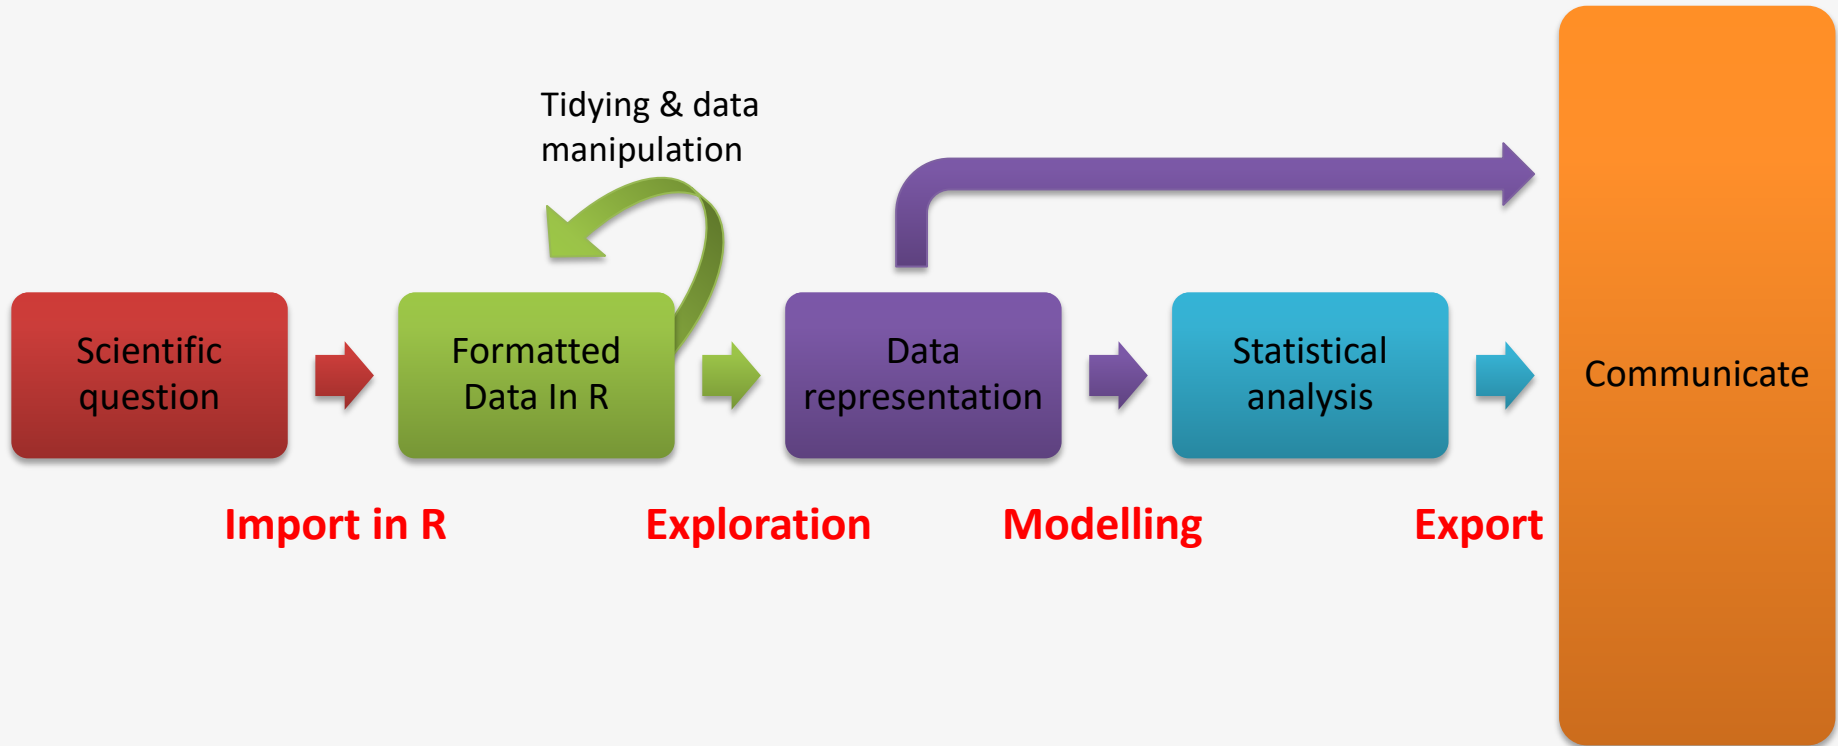 Tidying & data
manipulation
Scientific
question
Formatted
Data In R
Data
representation
Statistical
analysis
Communicate
Import in R
Exploration
Modelling
Export